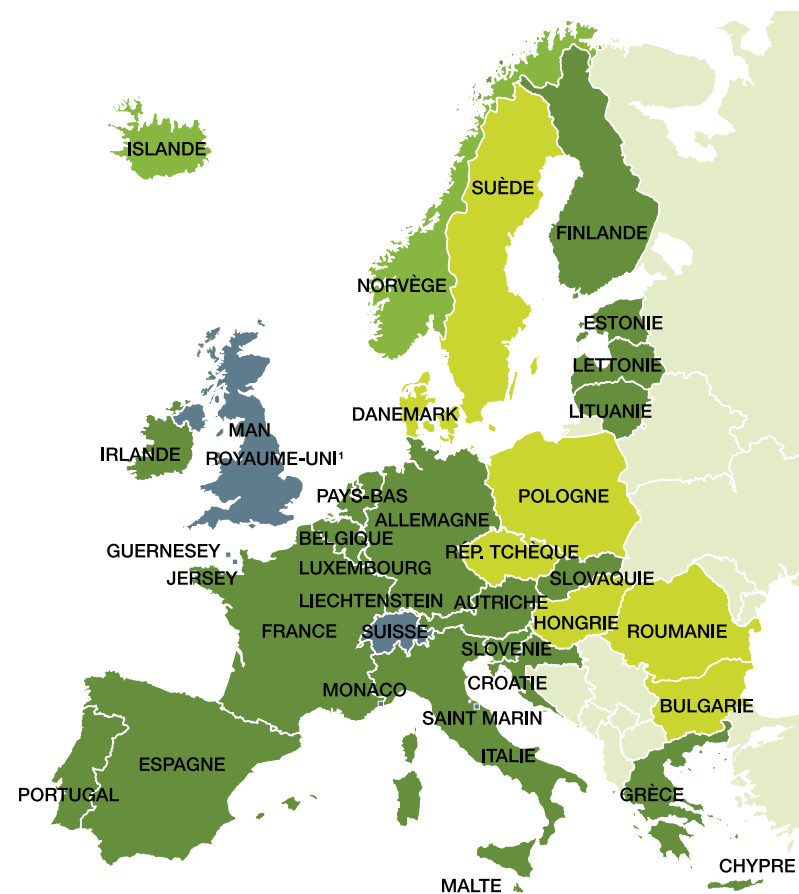 ISLANDE
SUÈDE
FINLANDE
NORVÈGE
ESTONIE
LETTONIE
LITUANIE
DANEMARK
MAN
IRLANDE
ROYAUME-UNI¹
PAYS-BAS
POLOGNE
ALLEMAGNE
BELGIQUE
GUERNESEY
RÉP. TCHÈQUE
JERSEY
LUXEMBOURG
SLOVAQUIE
LIECHTENSTEIN
AUTRICHE
FRANCE
SUISSE
HONGRIE
ROUMANIE
SLOVENIE
CROATIE
MONACO
BULGARIE
SAINT MARIN
ITALIE
ESPAGNE
PORTUGAL
GRÈCE
CHYPRE
MALTE